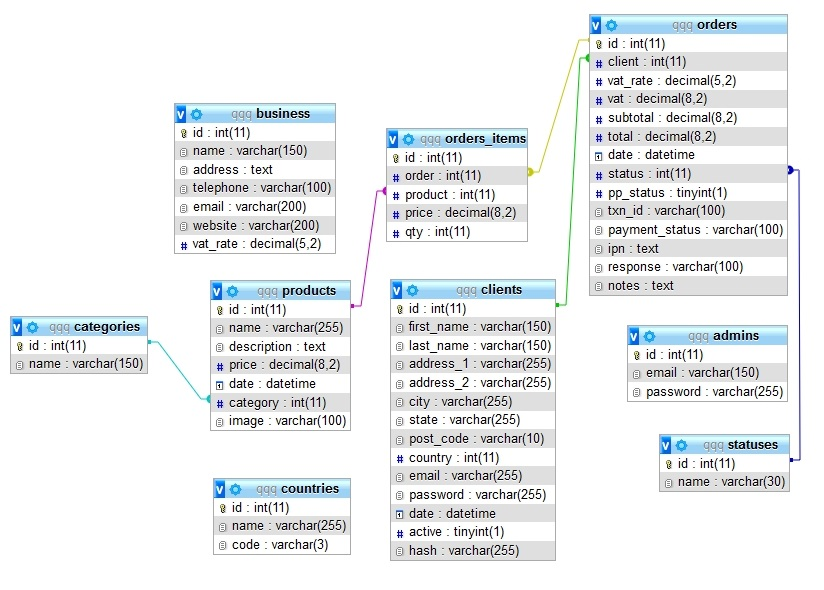 qqq orders
id : int(11)
client : int(11)
vat_rate : decimal(5,2)
vat : decimal(8,2)
subtotal : decimal(8,2)
total : decimal(8,2)
date : datetime
status : int(11)
pp_status : tinyint(1)
txn_id : varchar(100)
payment_status : varchar(100)
ipn : text
response : varchar(100)
notes : text
qqq business
id : int(11)
name : varchar(150)
address : text
telephone : varchar(100)
email : varchar(200)
website : varchar(200)
vat_rate : decimal(5,2)
qqq orders_items
id : int(11)
order : int(11)
product : int(11)
price : decimal(8,2)
qty : int(11)
qqq products
id : int(11)
name : varchar(255)
description : text
price : decimal(8,2)
date : datetime
category : int(11)
image : varchar(100)
qqq clients
id : int(11)
first_name : varchar(150)
last_name : varchar(150)
address_1 : varchar(255)
address_2 : varchar(255)
city : varchar(255)
state : varchar(255)
post_code : varchar(10)
country : int(11)
email : varchar(255)
password : varchar(255)
date : datetime
active : tinyint(1)
hash : varchar(255)
qqq categories
id : int(11)
name : varchar(150)
qqq admins
id : int(11)
email : varchar(150)
password : varchar(255)
qqq statuses
id : int(11)
name : varchar(30)
qqq countries
id : int(11)
name : varchar(255)
code : varchar(3)